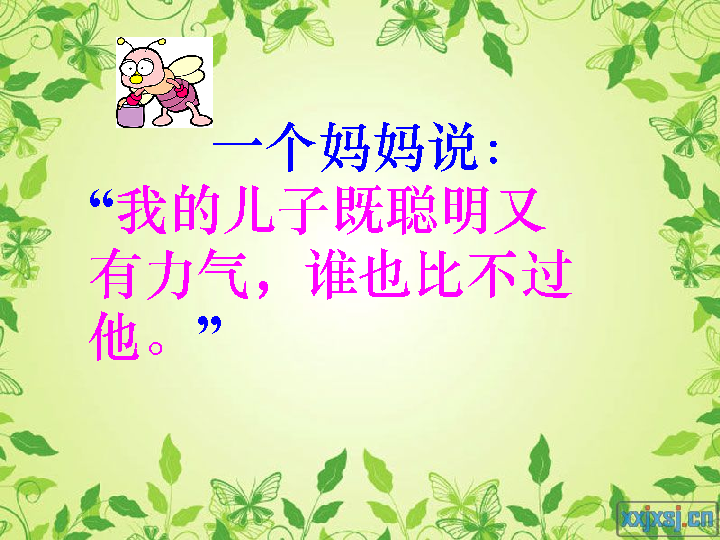 一个妈妈说：
“我的儿子既聪明又
有力气，谁也比不过
他。”
xxjxsj.cn